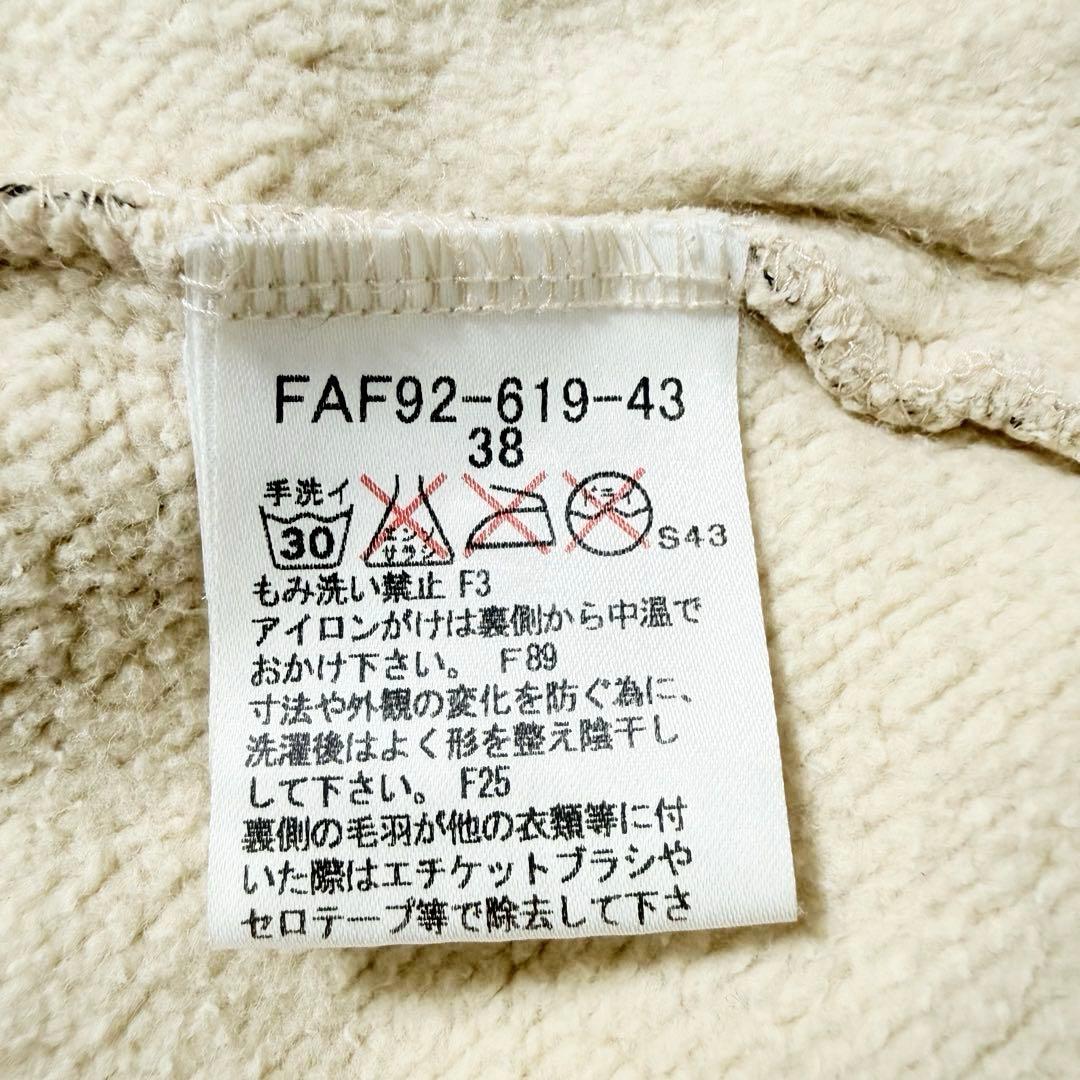 FAF92-619-43
38
手洗イ
30
エンソ
サラシ
ドライ
S43
もみ洗い禁止 F3
アイロンがけは裏側から中温で
おかけ下さい。 F89
寸法や外観の変化を防ぐ為に、
洗濯後はよく形を整え陰干し
して下さい。 F25
裏側の毛羽が他の衣類等に付
いた際はエチケットブラシや
セロテープ等で除去して下さ